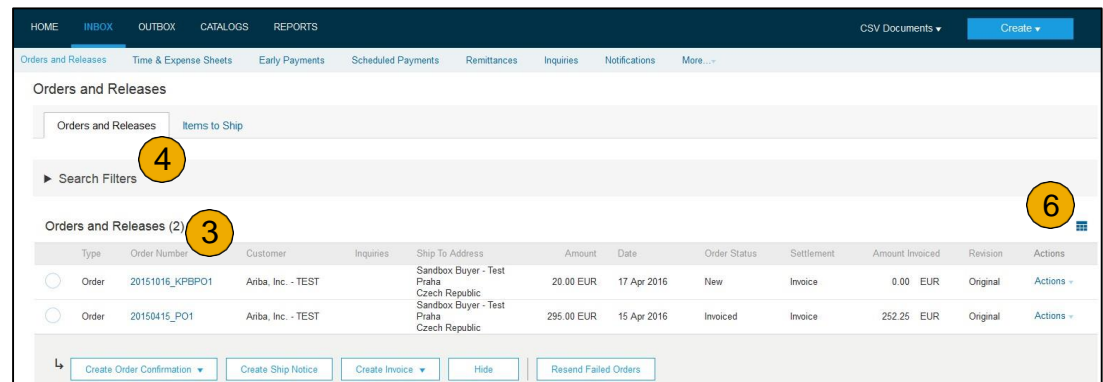 HOME INBOX OUTBOX CATALOGS REPORTS CSV Documents Create
Orders and Releases Time & Expense Sheets Early Payments Scheduled Payments Remittances Inquiries Notifications More...
Orders and Releases
Orders and Releases Items to Ship
4
Search Filters
6
Orders and Releases (2) 3
Type Order Number Customer Inquiries Ship To Address Amount Date Order Status Settlement Amount Invoiced Revision Actions
Sandbox Buyer - Test
Order 20151016_KPBPO1 Ariba, Inc. - TEST Praha 20.00 EUR 17 Apr 2016 New Invoice 0.00 EUR Original Actions
Czech Republic
Sandbox Buyer - Test
Order 20150415_PO1 Ariba, Inc. - TEST Praha 295.00 EUR 15 Apr 2016 Invoiced Invoice 252.25 EUR Original Actions
Czech Republic
Create Order Confirmation Create Ship Notice Create Invoice Hide Resend Failed Orders